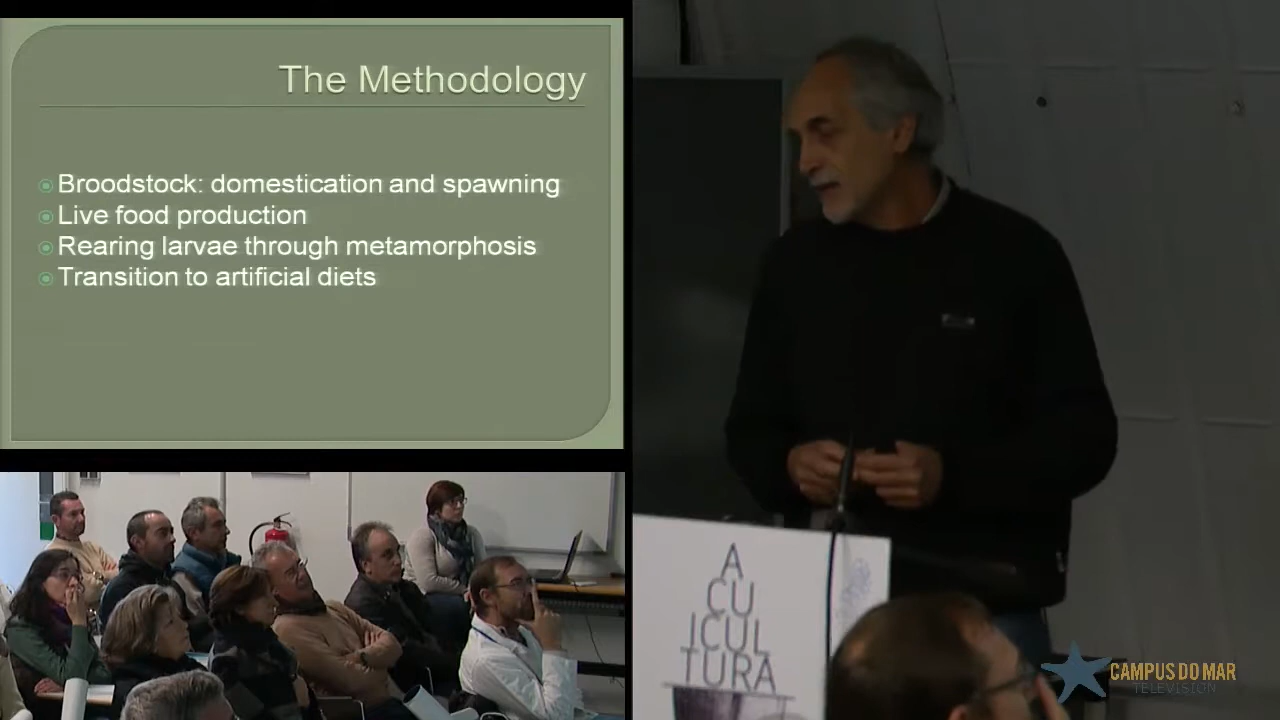 The Methodology
Broodstock: domestication and spawning
Live food production
Rearing larvae through metamorphosis
Transition to artificial diets
A
CU
ICUL
TURA
CAMPUS DO MAR
TELEVISIÓN